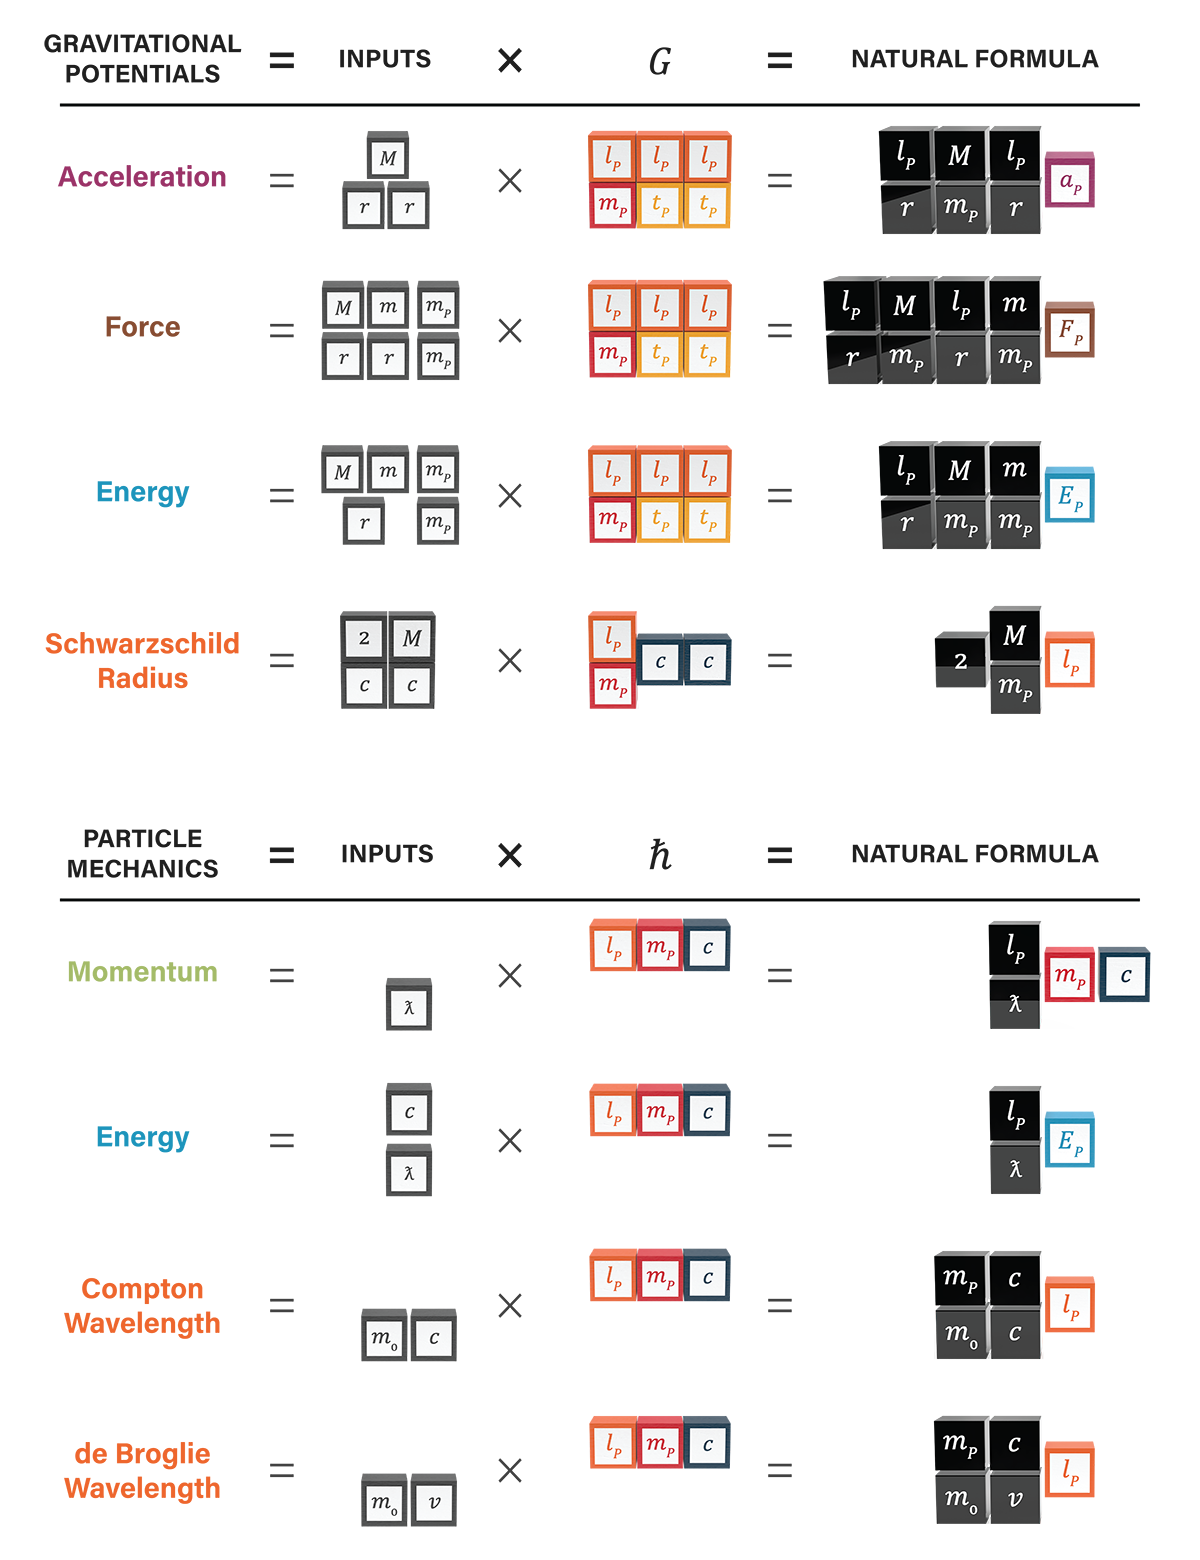 GRAVITATIONAL
POTENTIALS = INPUTS × G = NATURAL FORMULA
Acceleration = M × l_P l_P l_P = l_P M l_P a_P
r r m_P t_P t_P r m_P r
Force = M m m_P × l_P l_P l_P = l_P M l_P m F_P
r r m_P m_P t_P t_P r m_P r m_P
Energy = M m m_P × l_P l_P l_P = l_P M m E_P
r m_P m_P t_P t_P r m_P m_P
Schwarzschild
Radius = 2 M × l_P c c = 2 M l_P
c c m_P m_P
PARTICLE
MECHANICS = INPUTS × ℏ = NATURAL FORMULA
Momentum = × l_P m_P c = l_P m_P c
ƛ ƛ
Energy = c × l_P m_P c = l_P E_P
ƛ ƛ
Compton
Wavelength = × l_P m_P c = m_P c l_P
m_0 c m_0 c
de Broglie
Wavelength = × l_P m_P c = m_P c l_P
m_0 v m_0 v